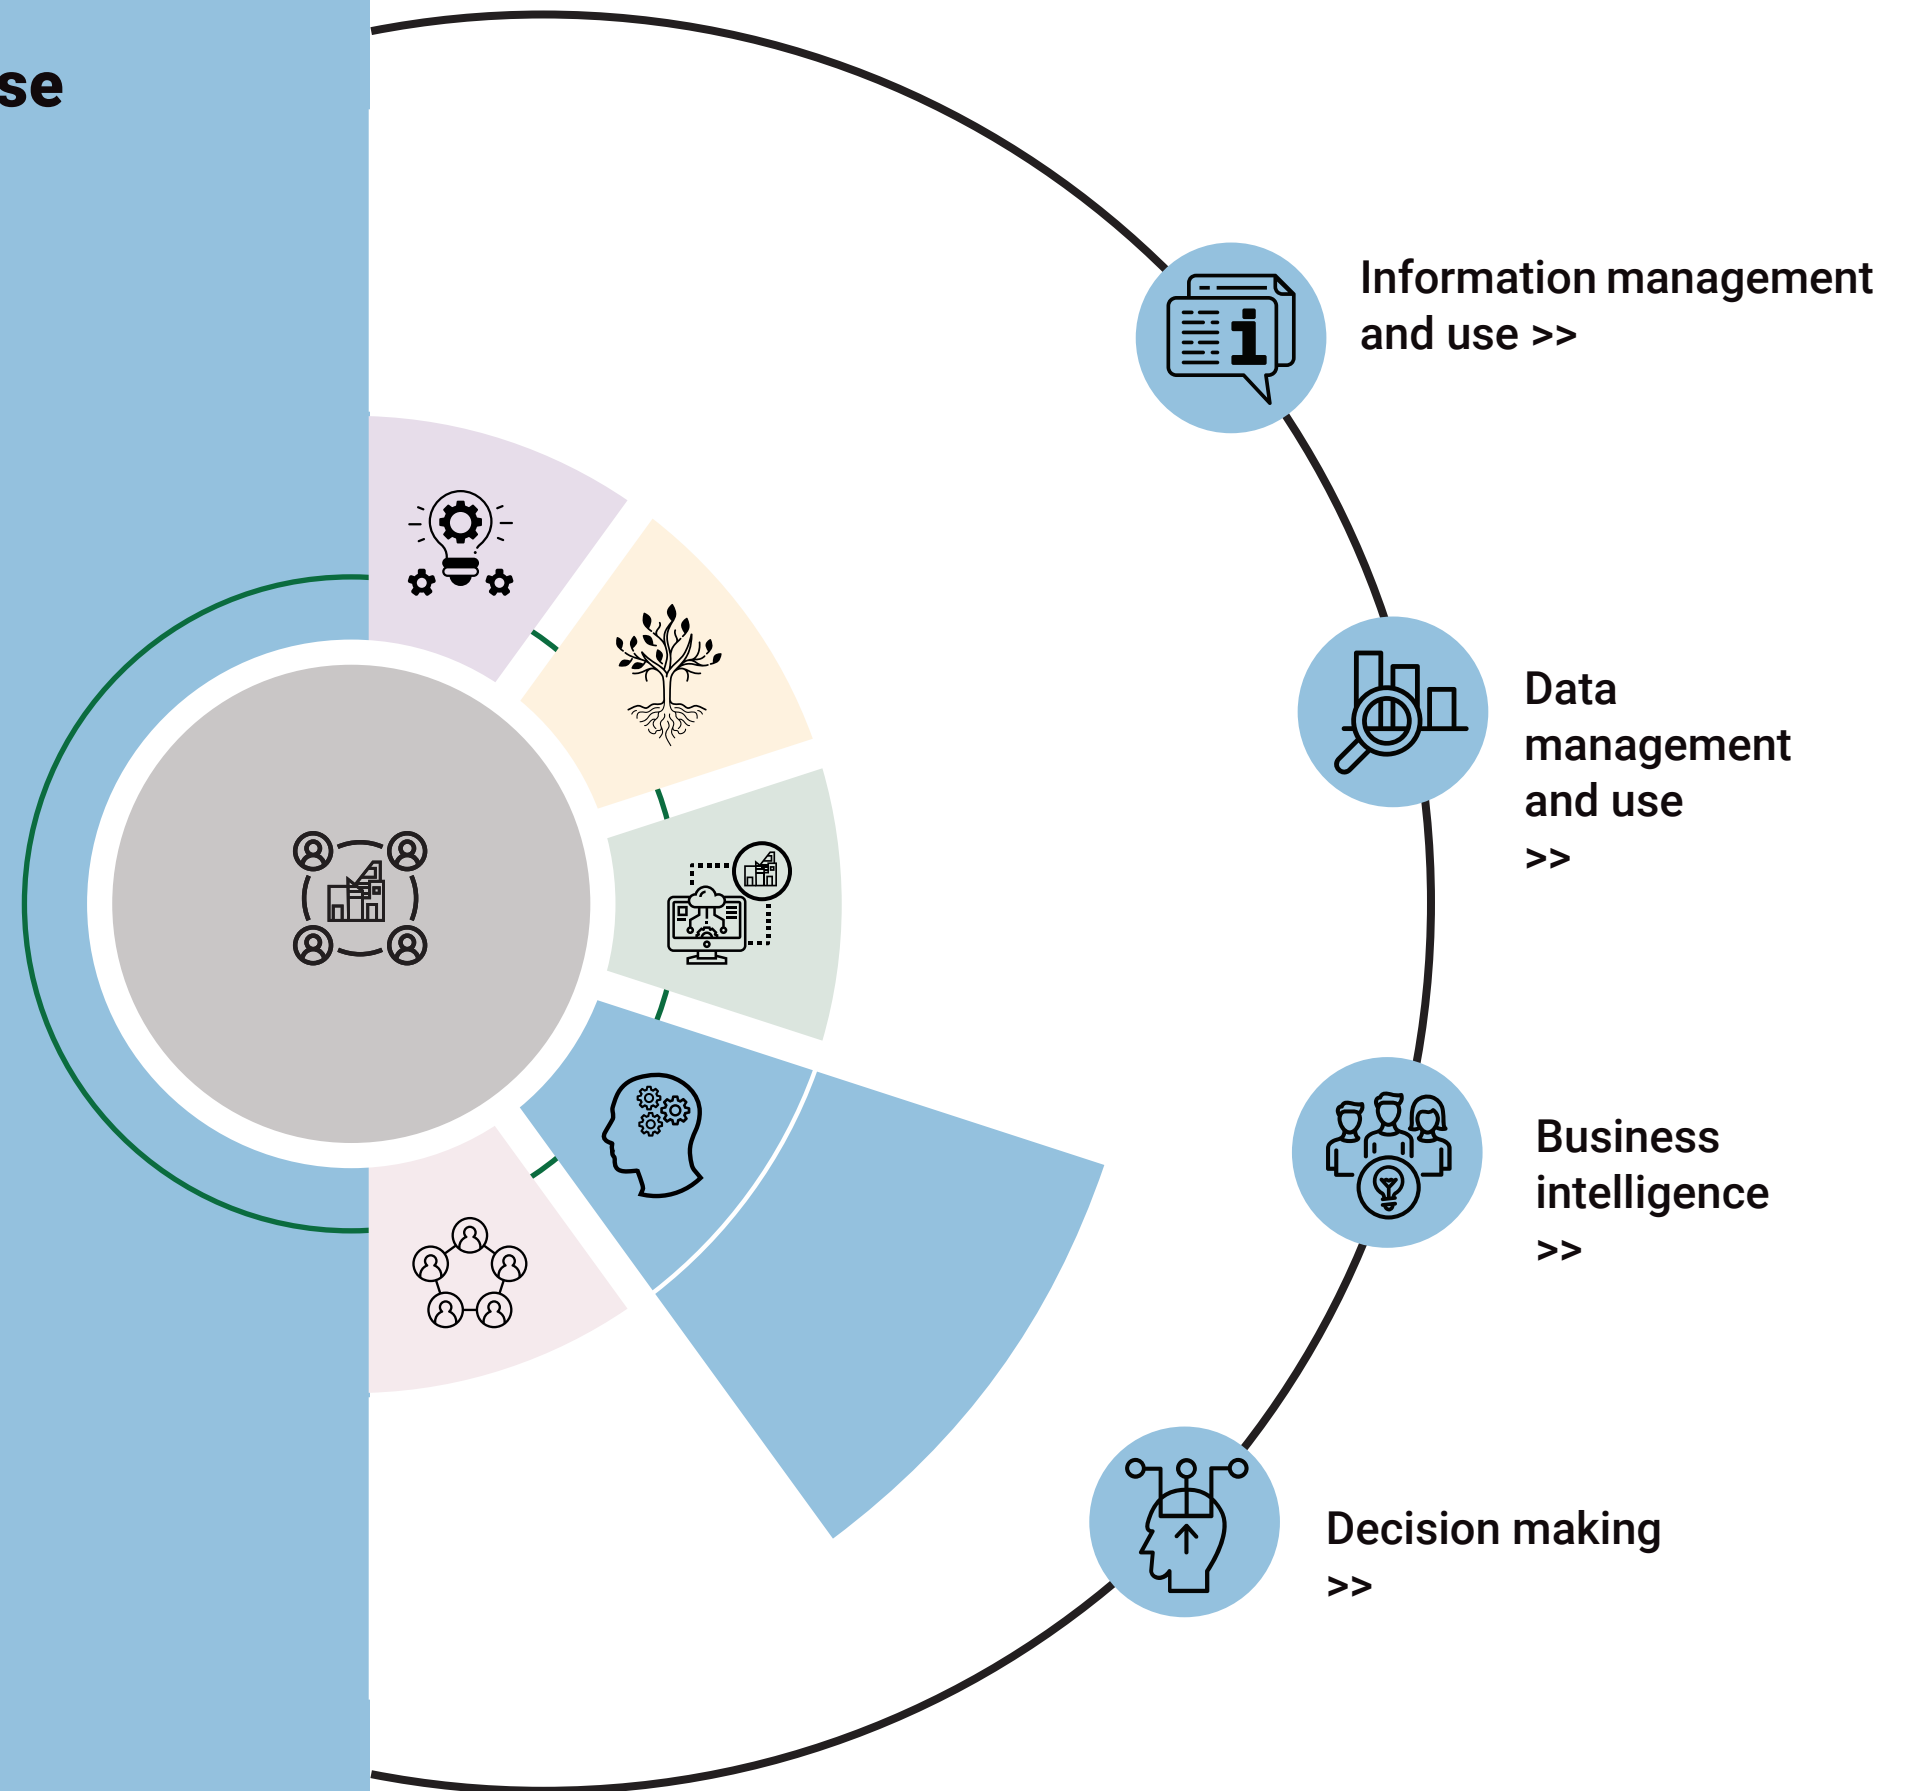 se
Information management
and use >>
Data
management
and use
>>
Business
intelligence
>>
Decision making
>>